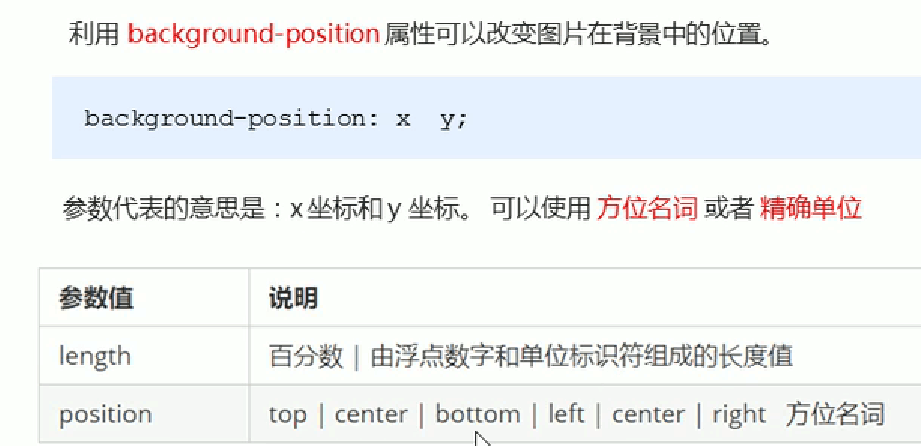 利用 background-position 属性可以改变图片在背景中的位置。
background-position: x  y;
参数代表的意思是：x 坐标和 y 坐标。 可以使用 方位名词 或者 精确单位
参数值 说明
length 百分数 | 由浮点数字和单位标识符组成的长度值
position top | center | bottom | left | center | right 方位名词